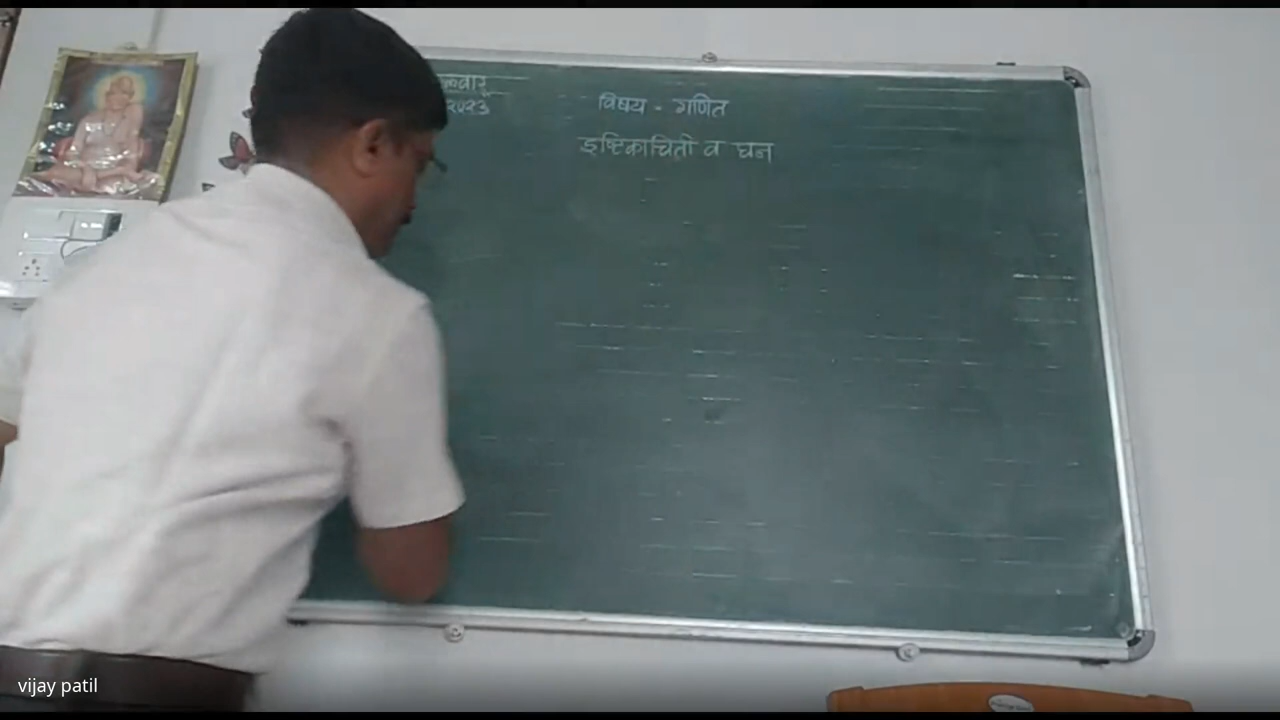 विषय - गणित
इष्टिकाचिती व घन
vijay patil